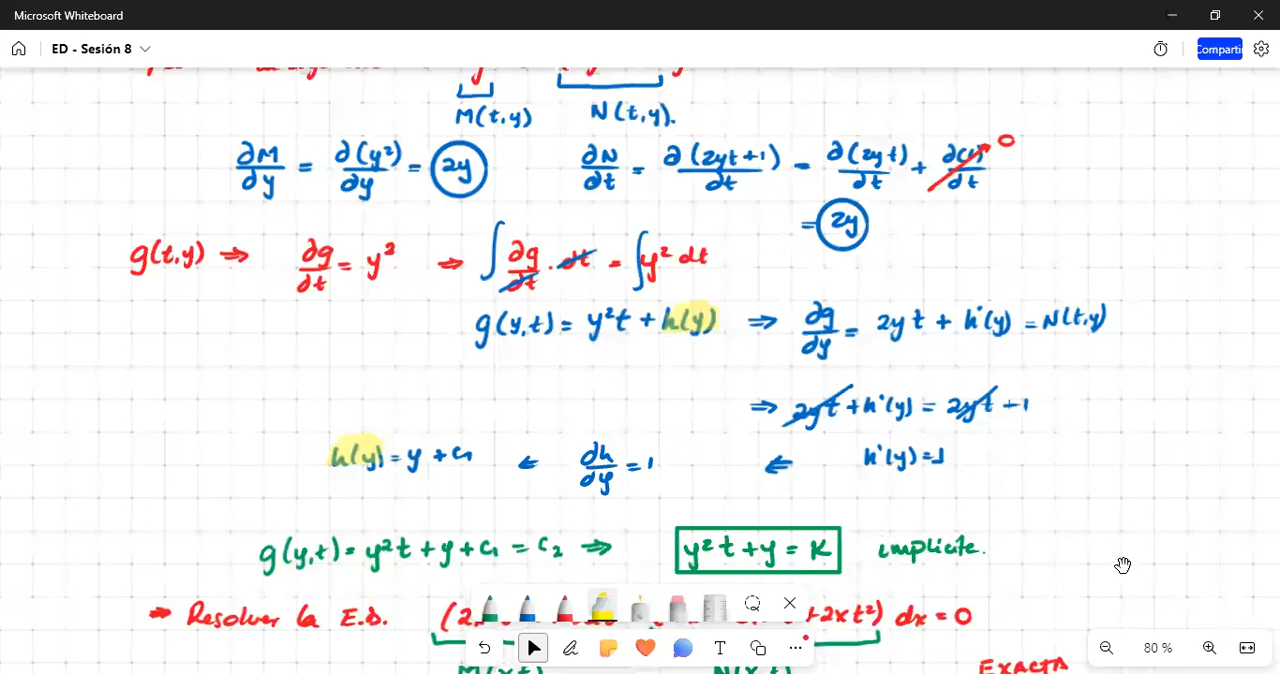 Microsoft Whiteboard
ED - Sesión 8
Comparti
M(t,y) N(t,y).
∂M/∂y = ∂(y²)/∂y = 2y ∂N/∂t = ∂(2yt+1)/∂t = ∂(2yt)/∂t + ∂(1)/∂t 0
= 2y
g(t,y) ⇒ ∂g/∂t = y² ⇒ ∫ ∂g/∂t · ∂t = ∫ y² dt
g(y,t) = y²t + h(y) ⇒ ∂g/∂y = 2yt + h'(y) = N(t,y)
⇒ 2yt + h'(y) = 2yt + 1
h(y) = y + C₁ ← dh/dy = 1 ⇐ h'(y) = 1
g(y,t) = y²t + y + C₁ = C₂ ⇒ y²t + y = K implicite.
➡ Resolver la E.D. (2 +2xt²) dx = 0
M(x,t) N(x,t)
EXACTA
80 %